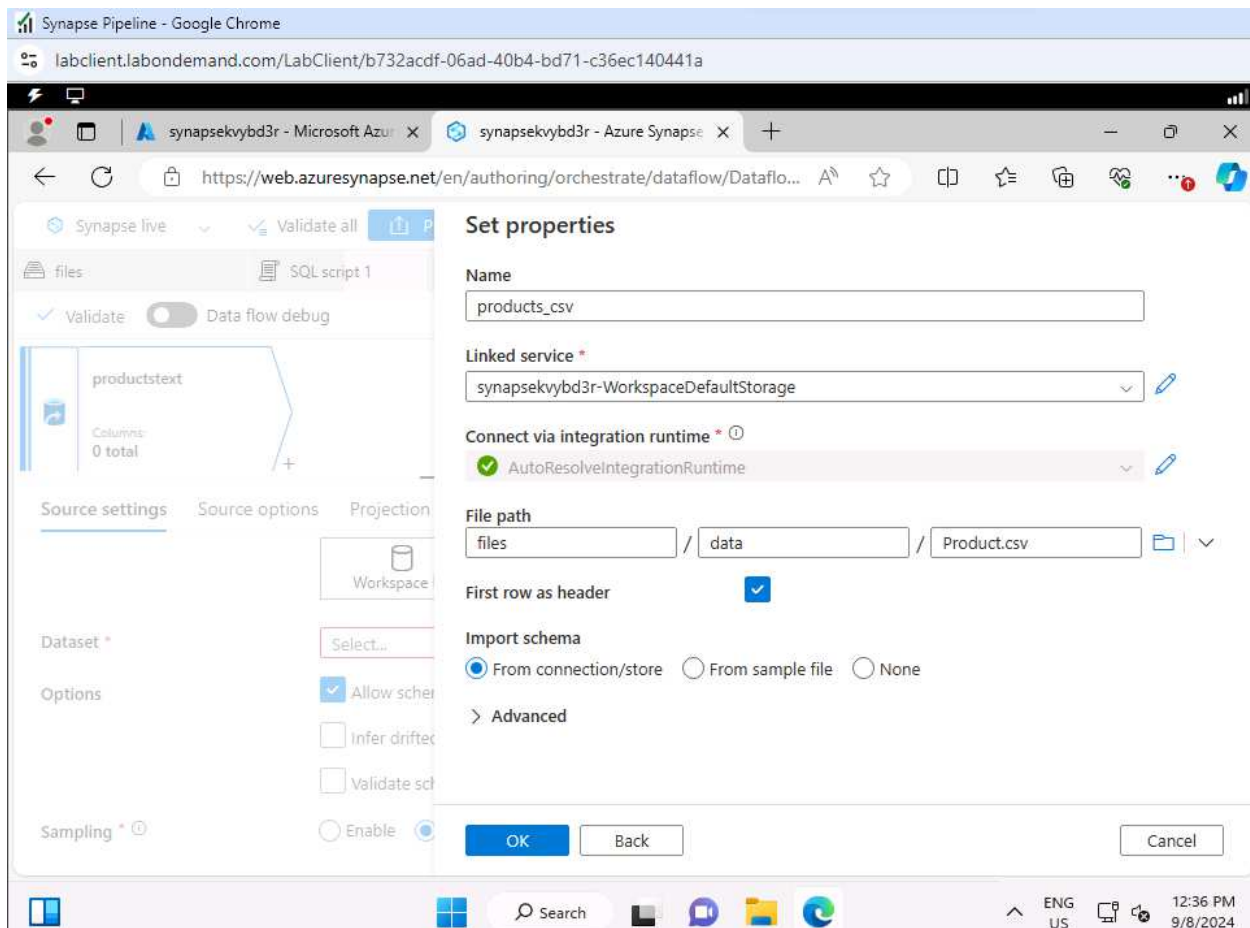 Synapse Pipeline - Google Chrome
labclient.labondemand.com/LabClient/b732acdf-06ad-40b4-bd71-c36ec140441a
synapsekvybd3r - Microsoft Azur
synapsekvybd3r - Azure Synapse
https://web.azuresynapse.net/en/authoring/orchestrate/dataflow/Dataflo...
Synapse live
Validate all
P
files
SQL script 1
Validate
Data flow debug
productstext
Columns:
0 total
Source settings
Source options
Projection
Workspace
Dataset *
Select...
Options
Allow scher
Infer drifted
Validate sch
Sampling *
Enable
Set properties
Name
products_csv
Linked service *
synapsekvybd3r-WorkspaceDefaultStorage
Connect via integration runtime *
AutoResolveIntegrationRuntime
File path
files / data / Product.csv
First row as header
Import schema
From connection/store From sample file None
Advanced
OK Back Cancel
Search
ENG
US
12:36 PM
9/8/2024